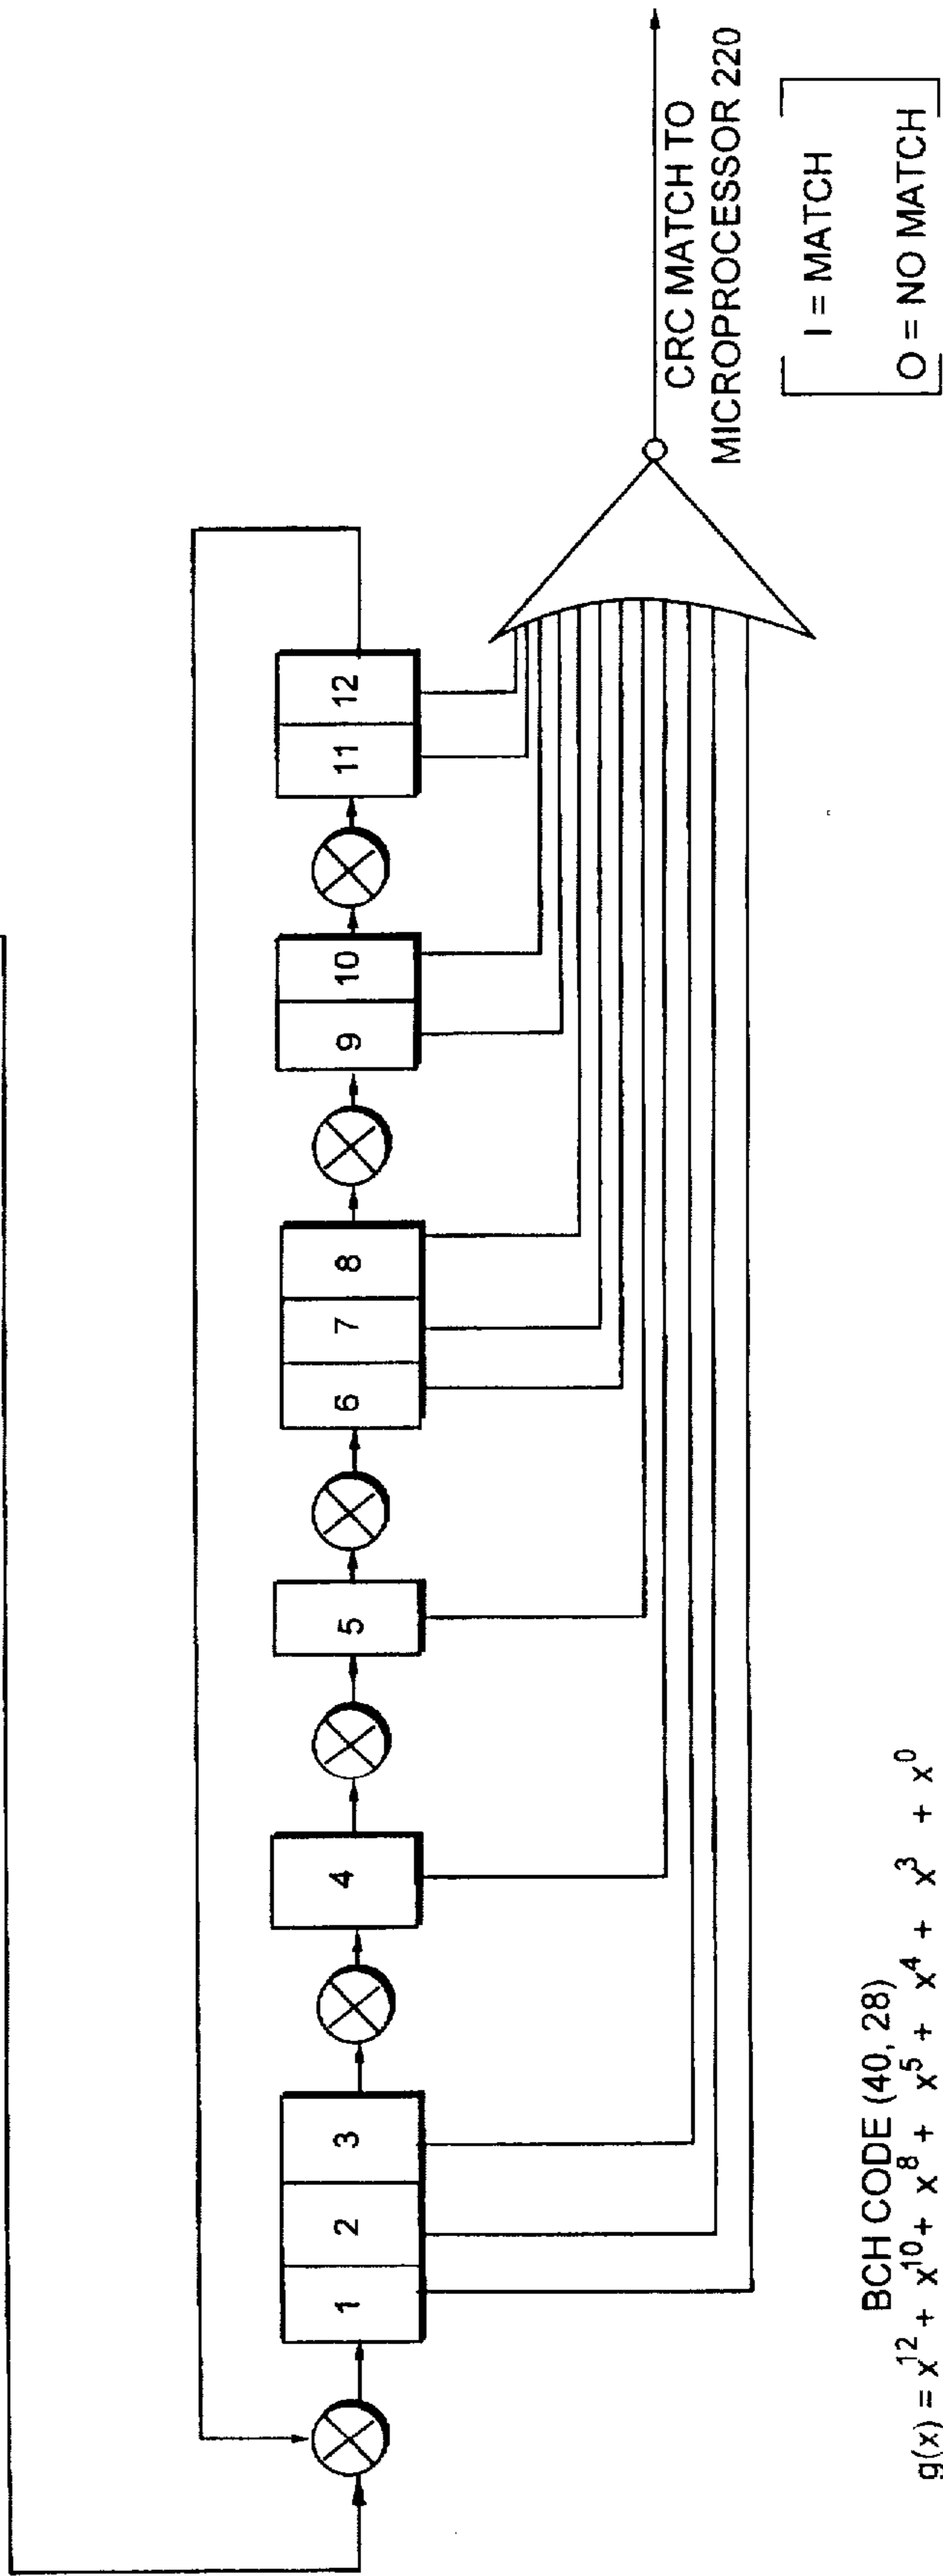 1 2 3 4 5 6 7 8 9 10 11 12
CRC MATCH TO
MICROPROCESSOR 220
I = MATCH
O = NO MATCH
BCH CODE (40, 28)
g(x) = x¹² + x¹⁰ + x⁸ + x⁵ + x⁴ + x³ + x⁰